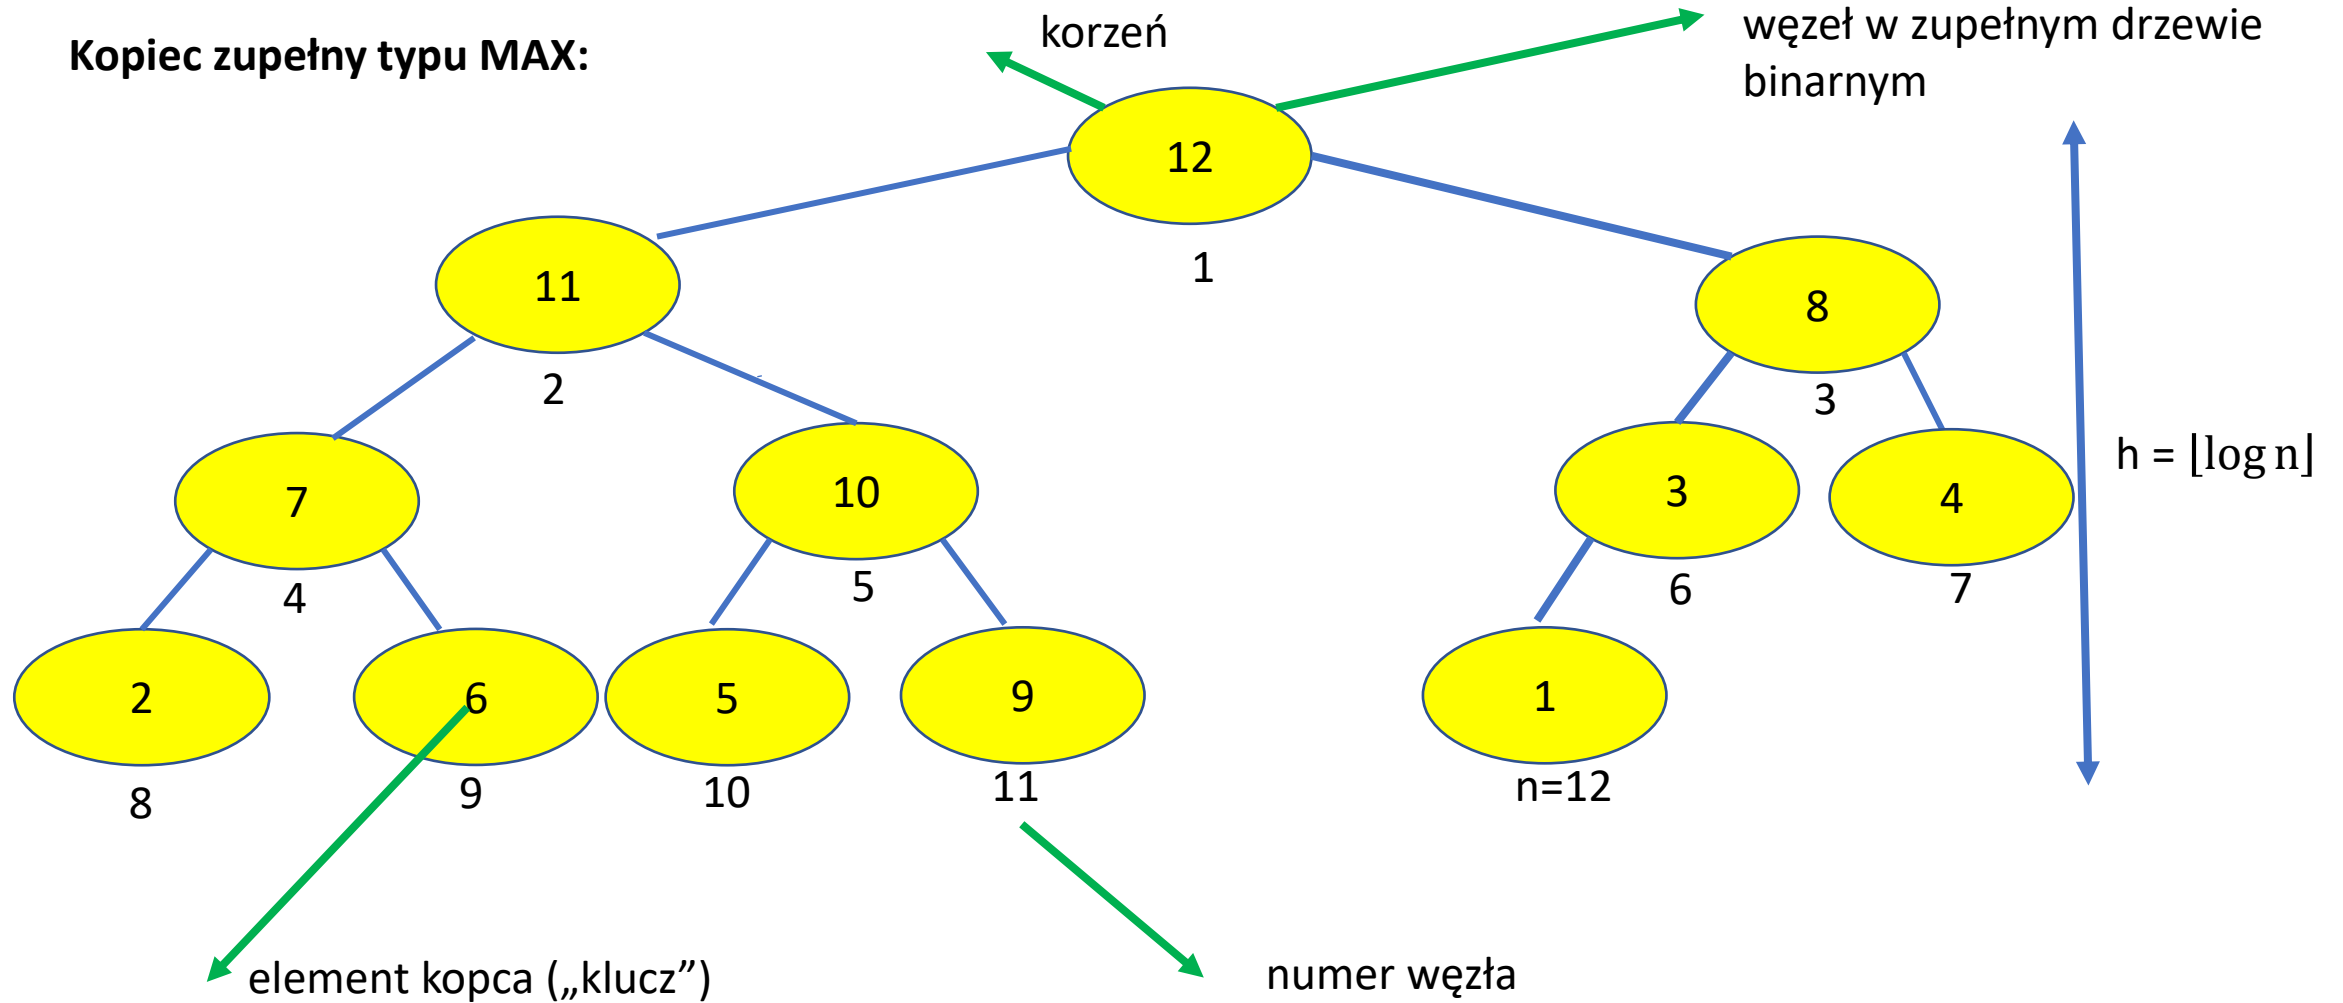 Kopiec zupełny typu MAX:
korzeń
węzeł w zupełnym drzewie
binarnym
12
1
11
2
8
3
h = ⌊log n⌋
7
4
10
5
3
6
4
7
2
8
6
9
5
10
9
11
1
n=12
element kopca („klucz”)
numer węzła